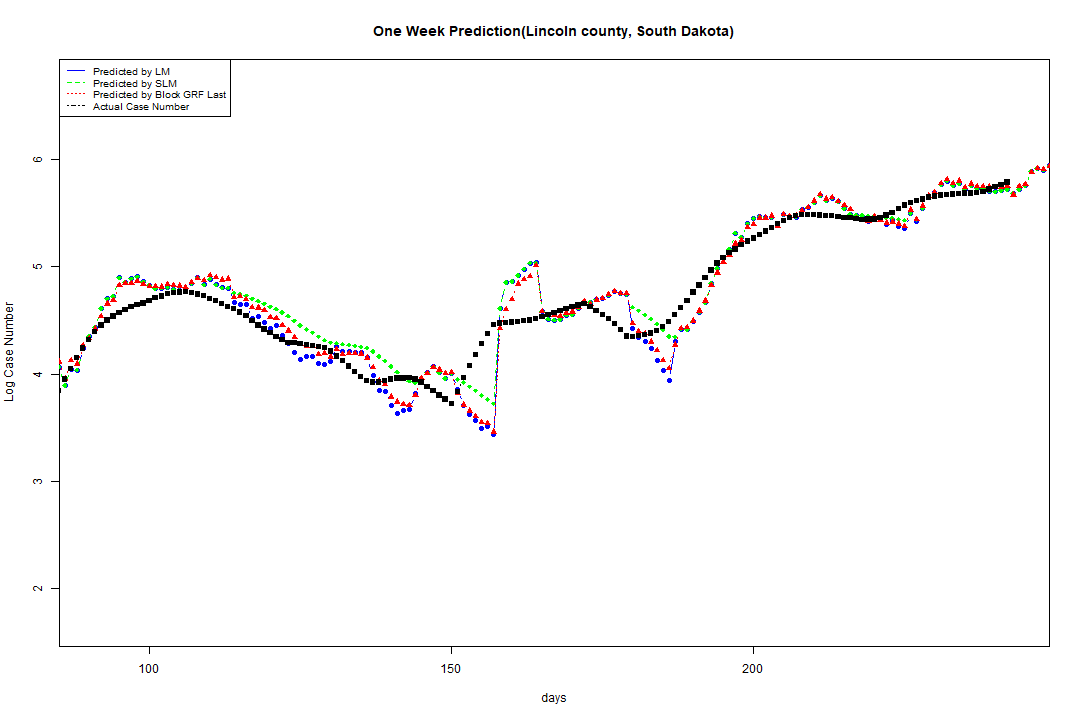 One Week Prediction(Lincoln county, South Dakota)
Predicted by LM
Predicted by SLM
Predicted by Block GRF Last
Actual Case Number
6
5
4
3
2
Log Case Number
100
150
200
days